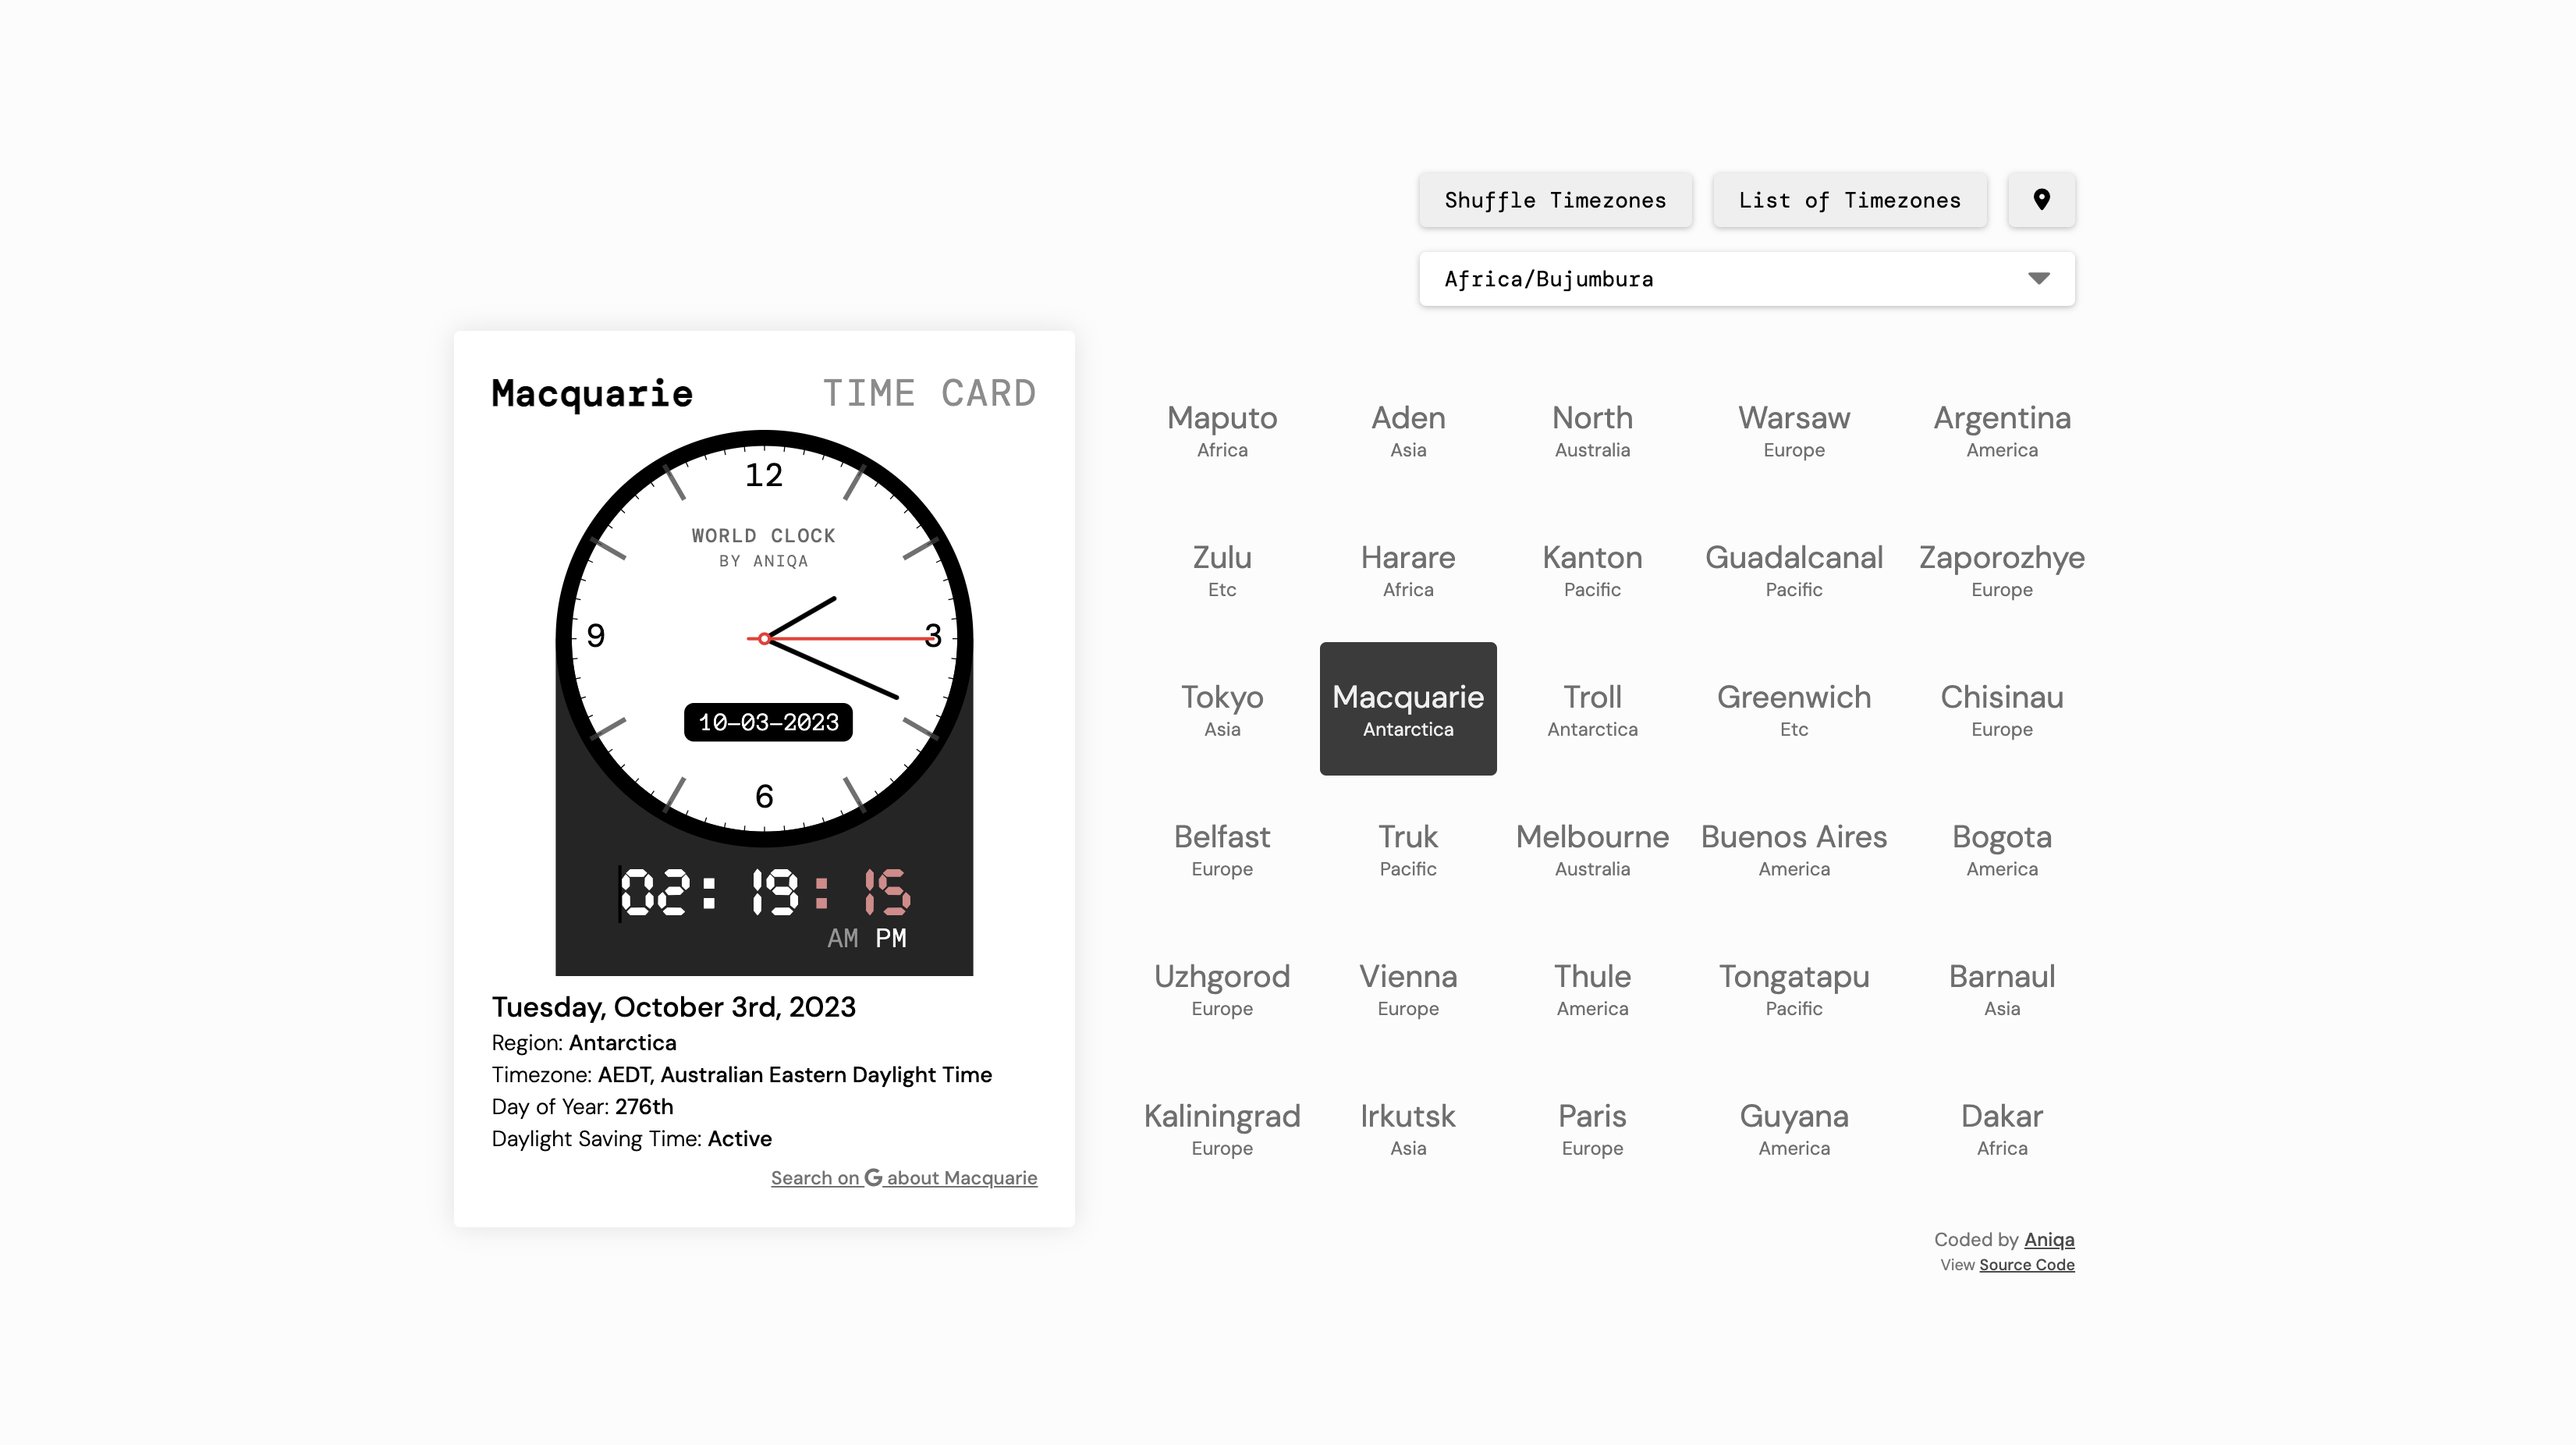 Shuffle Timezones
List of Timezones
Africa/Bujumbura
Macquarie
TIME CARD
12
WORLD CLOCK
BY ANIQA
9
3
10-03-2023
6
02:19:15
AM PM
Tuesday, October 3rd, 2023
Region: Antarctica
Timezone: AEDT, Australian Eastern Daylight Time
Day of Year: 276th
Daylight Saving Time: Active
Search on G about Macquarie
Maputo
Africa
Aden
Asia
North
Australia
Warsaw
Europe
Argentina
America
Zulu
Etc
Harare
Africa
Kanton
Pacific
Guadalcanal
Pacific
Zaporozhye
Europe
Tokyo
Asia
Macquarie
Antarctica
Troll
Antarctica
Greenwich
Etc
Chisinau
Europe
Belfast
Europe
Truk
Pacific
Melbourne
Australia
Buenos Aires
America
Bogota
America
Uzhgorod
Europe
Vienna
Europe
Thule
America
Tongatapu
Pacific
Barnaul
Asia
Kaliningrad
Europe
Irkutsk
Asia
Paris
Europe
Guyana
America
Dakar
Africa
Coded by Aniqa
View Source Code